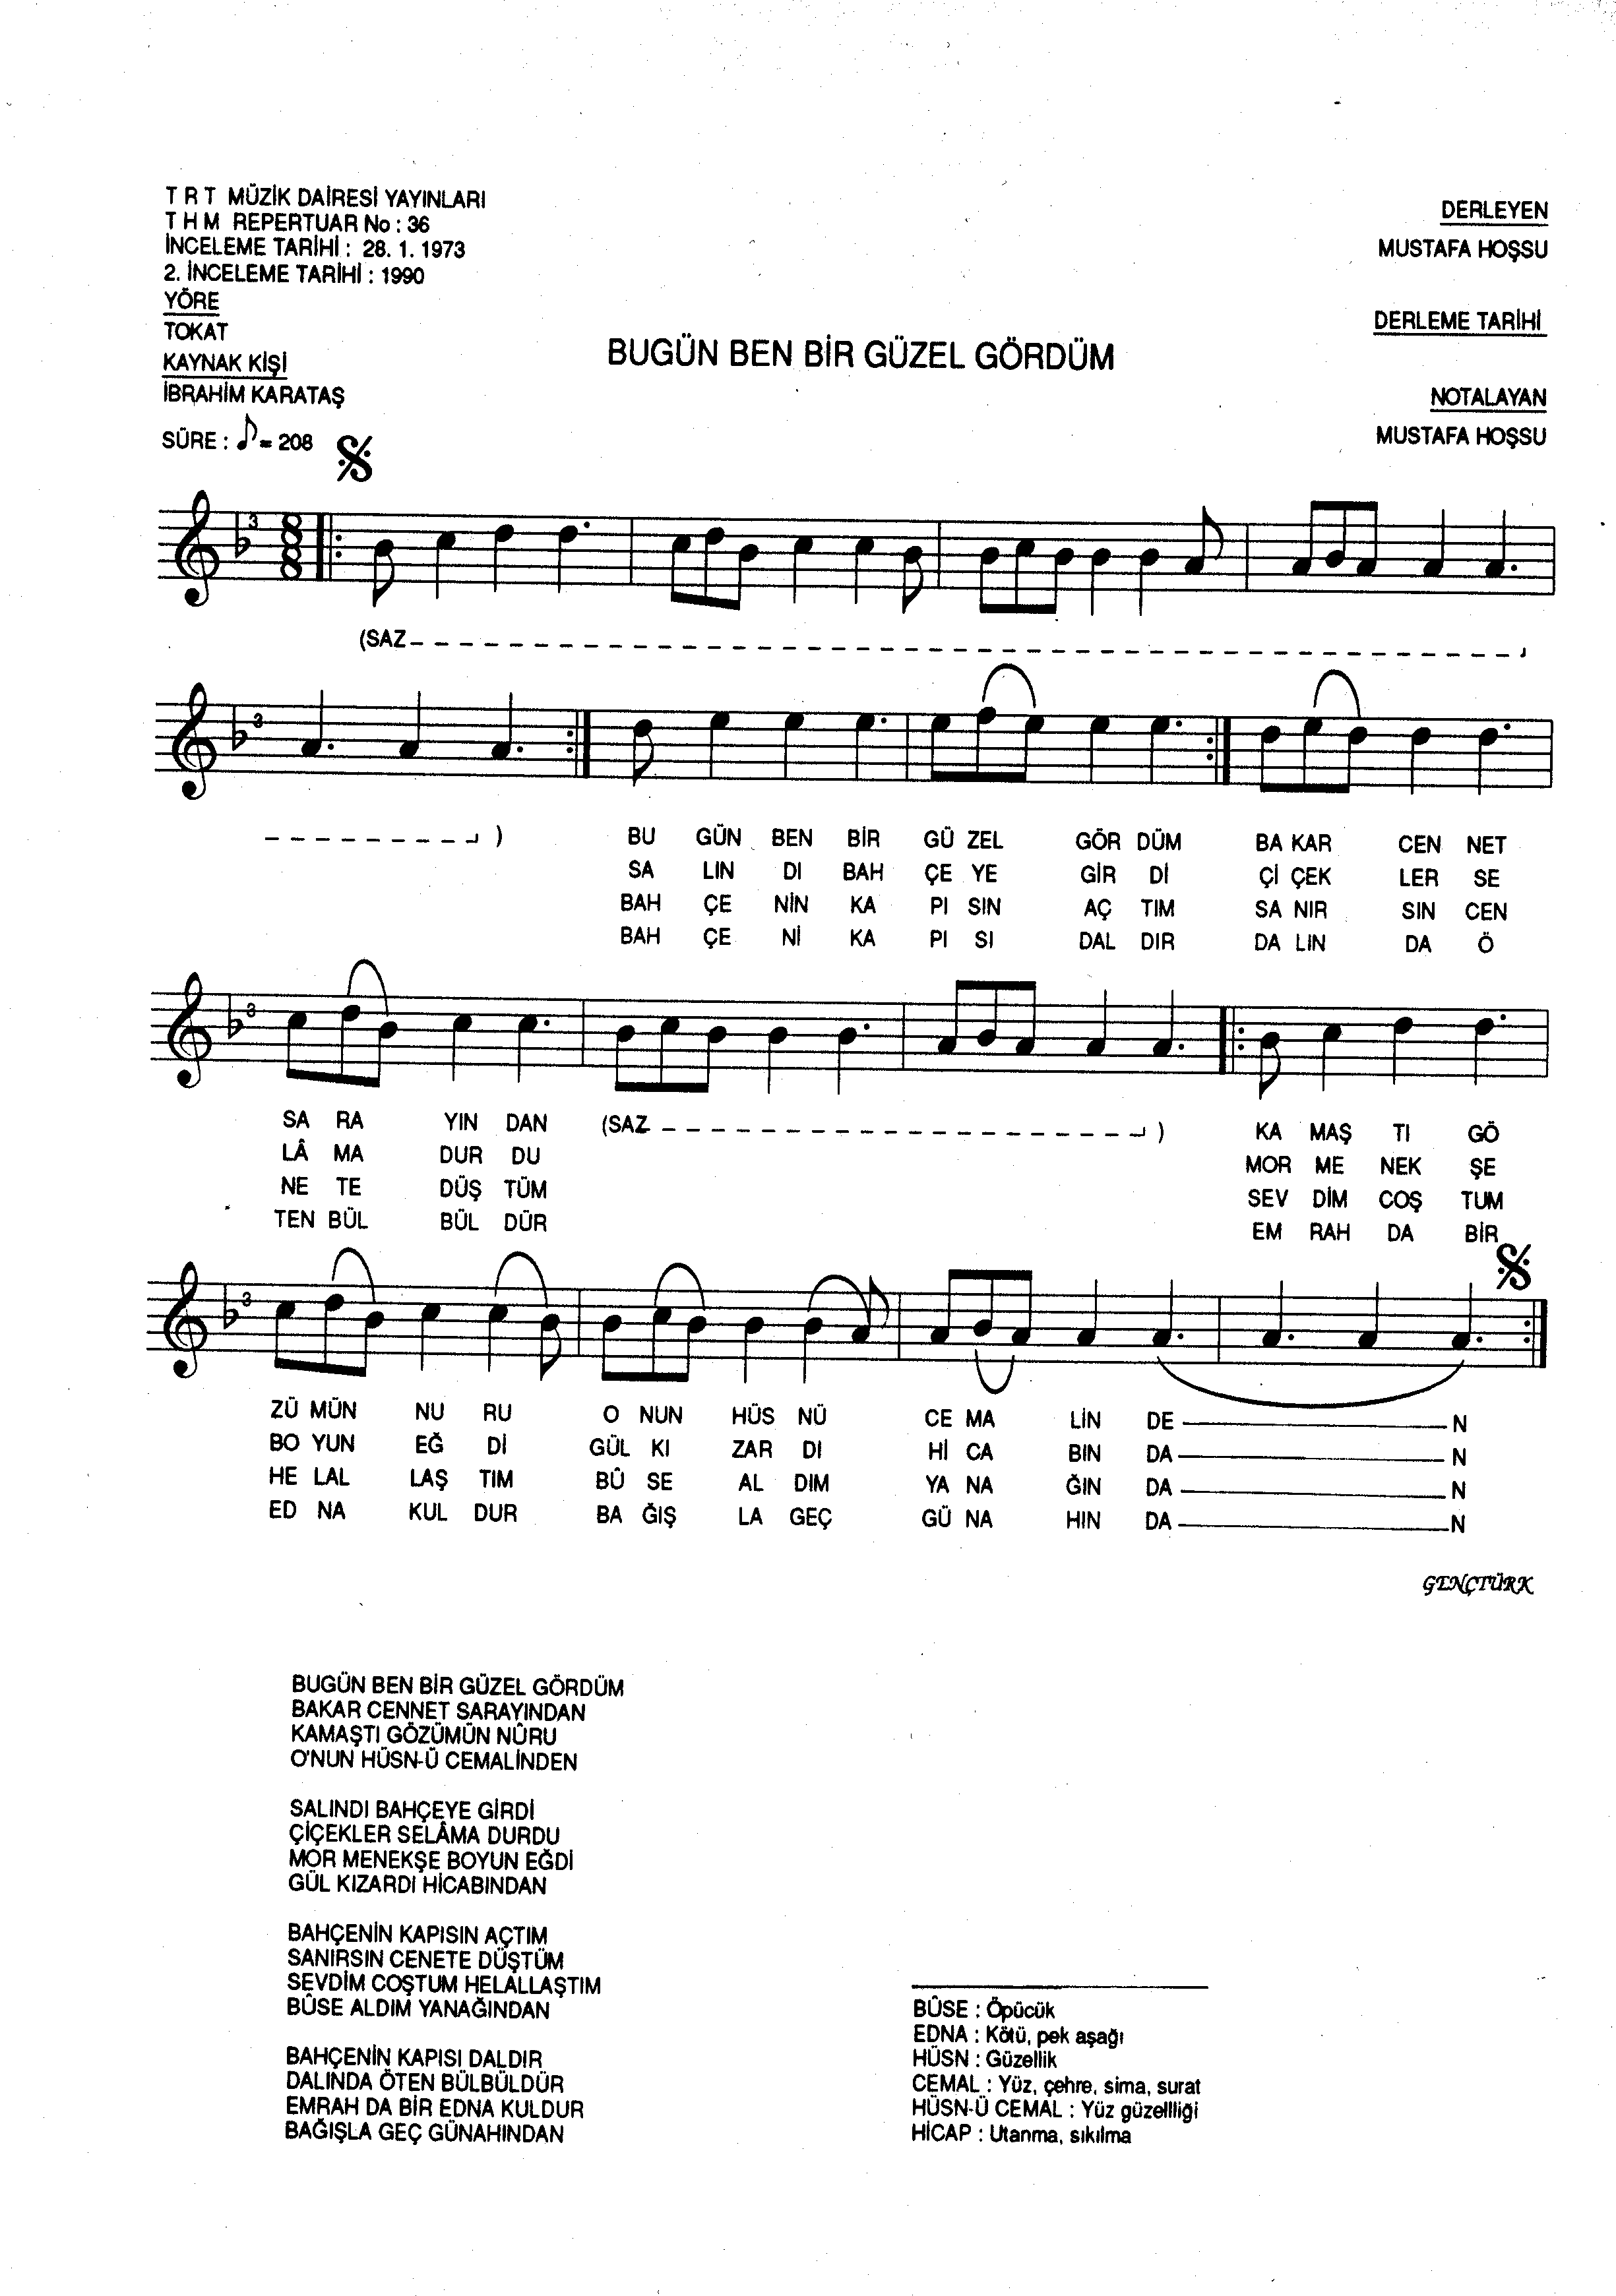 T R T MÜZİK DAİRESİ YAYINLARI
T H M REPERTUAR No : 36
İNCELEME TARİHİ : 28. 1. 1973
2. İNCELEME TARİHİ : 1990
YÖRE
TOKAT
KAYNAK KİŞİ
İBRAHİM KARATAŞ
SÜRE : ♪= 208
BUGÜN BEN BİR GÜZEL GÖRDÜM
DERLEYEN
MUSTAFA HOŞSU
DERLEME TARİHİ
NOTALAYAN
MUSTAFA HOŞSU
3 8 8 8
(SAZ
3
)
BU GÜN BEN BİR GÜ ZEL GÖR DÜM BA KAR CEN NET
SA LIN DI BAH ÇE YE GİR Dİ Çİ ÇEK LER SE
BAH ÇE NİN KA PI SIN AÇ TIM SA NIR SIN CEN
BAH ÇE Nİ KA PI SI DAL DIR DA LIN DA Ö
3
SA RA YIN DAN (SAZ ) KA MAŞ TI GÖ
LÂ MA DUR DU MOR ME NEK ŞE
NE TE DÜŞ TÜM SEV DİM COŞ TUM
TEN BÜL BÜL DÜR EM RAH DA BİR
3
ZÜ MÜN NU RU O NUN HÜS NÜ CE MA LİN DE N
BO YUN EĞ Dİ GÜL KI ZAR DI Hİ CA BIN DA N
HE LAL LAŞ TIM BÛ SE AL DIM YA NA ĞIN DA N
ED NA KUL DUR BA ĞIŞ LA GEÇ GÜ NA HIN DA N
GENÇTÜRK
BUGÜN BEN BİR GÜZEL GÖRDÜM
BAKAR CENNET SARAYINDAN
KAMAŞTI GÖZÜMÜN NÛRU
O'NUN HÜSN-Ü CEMALİNDEN
SALINDI BAHÇEYE GİRDİ
ÇİÇEKLER SELÂMA DURDU
MOR MENEKŞE BOYUN EĞDİ
GÜL KIZARDI HİCABINDAN
BAHÇENİN KAPISIN AÇTIM
SANIRSIN CENETE DÜŞTÜM
SEVDİM COŞTUM HELALLAŞTIM
BÛSE ALDIM YANAĞINDAN
BAHÇENİN KAPISI DALDIR
DALINDA ÖTEN BÜLBÜLDÜR
EMRAH DA BİR EDNA KULDUR
BAĞIŞLA GEÇ GÜNAHINDAN
BÛSE : Öpücük
EDNA : Kötü, pek aşağı
HÜSN : Güzellik
CEMAL : Yüz, çehre, sima, surat
HÜSN-Ü CEMAL : Yüz güzellliği
HİCAP : Utanma, sıkılma